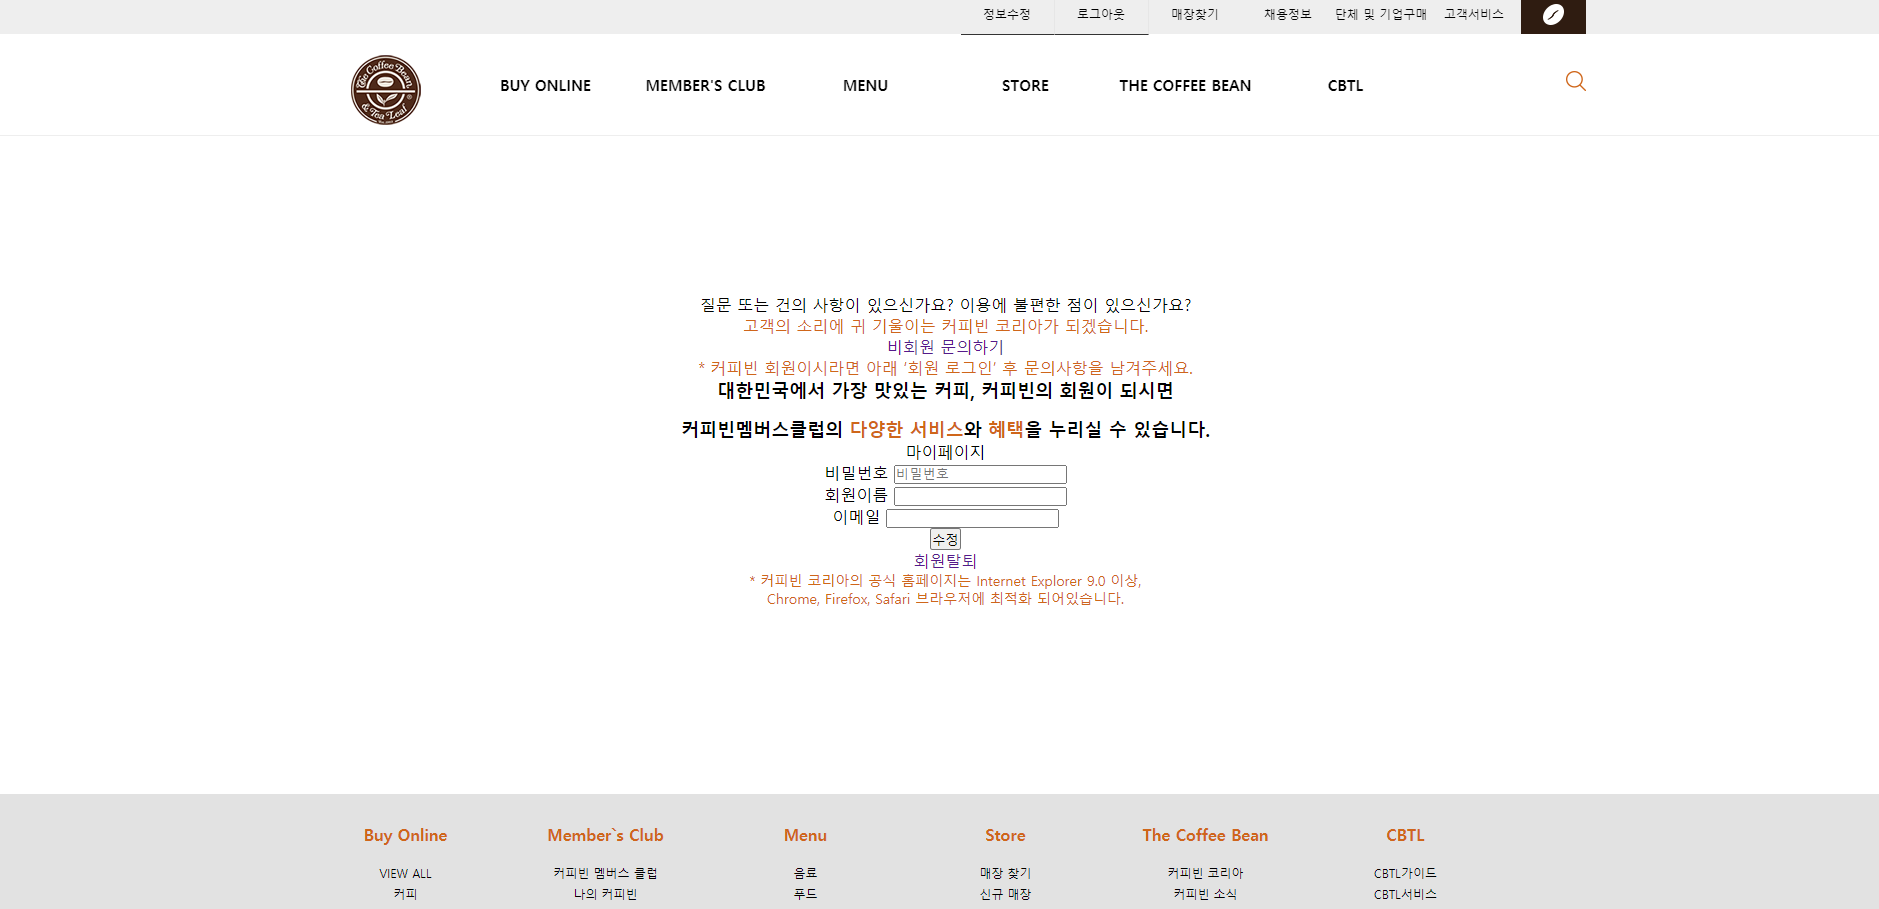 정보수정 로그아웃 매장찾기 채용정보 단체 및 기업구매 고객서비스
The Coffee Bean & Tea Leaf
BUY ONLINE MEMBER'S CLUB MENU STORE THE COFFEE BEAN CBTL
질문 또는 건의 사항이 있으신가요? 이용에 불편한 점이 있으신가요?
고객의 소리에 귀 기울이는 커피빈 코리아가 되겠습니다.
비회원 문의하기
* 커피빈 회원이시라면 아래 '회원 로그인' 후 문의사항을 남겨주세요.
대한민국에서 가장 맛있는 커피, 커피빈의 회원이 되시면
커피빈멤버스클럽의 다양한 서비스와 혜택을 누리실 수 있습니다.
마이페이지
비밀번호 비밀번호
회원이름
이메일
수정
회원탈퇴
* 커피빈 코리아의 공식 홈페이지는 Internet Explorer 9.0 이상,
Chrome, Firefox, Safari 브라우저에 최적화 되어있습니다.
Buy Online Member`s Club Menu Store The Coffee Bean CBTL
VIEW ALL 커피빈 멤버스 클럽 음료 매장 찾기 커피빈 코리아 CBTL가이드
커피 나의 커피빈 푸드 신규 매장 커피빈 소식 CBTL서비스